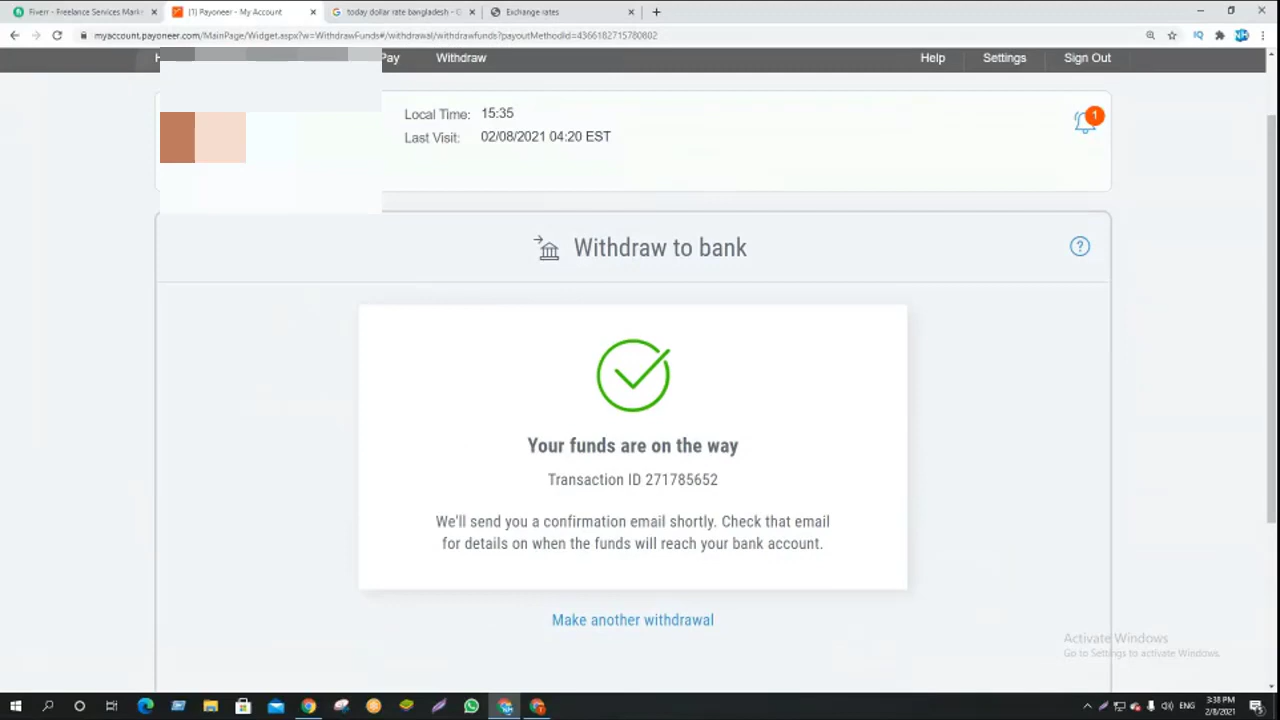 Fiverr - Freelance Services Mark
(1) Payoneer - My Account
today dollar rate bangladesh - G
Exchange rates
myaccount.payoneer.com/MainPage/Widget.aspx?w=WithdrawFunds#/withdrawal/withdrawfunds?payoutMethodId=4366182715780802
Pay Withdraw Help Settings Sign Out
Local Time: 15:35
Last Visit: 02/08/2021 04:20 EST
1
Withdraw to bank
?
Your funds are on the way
Transaction ID 271785652
We'll send you a confirmation email shortly. Check that email
for details on when the funds will reach your bank account.
Make another withdrawal
Activate Windows
Go to Settings to activate Windows.
ENG
3:38 PM
2/8/2021